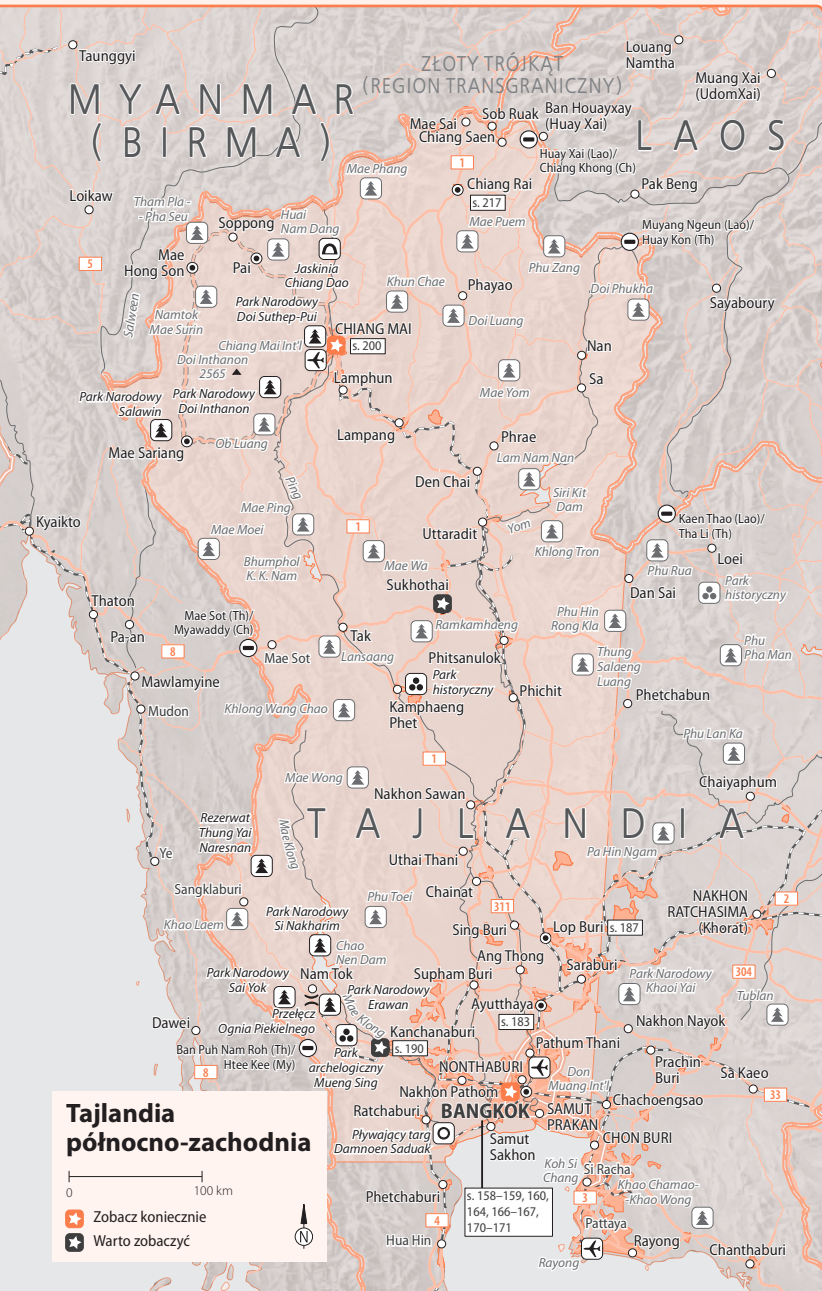 Taunggyi
ZŁOTY TRÓJKĄT
(REGION TRANSGRANICZNY)
Louang
Namtha
Muang Xai
(UdomXai)
MYANMAR
(BIRMA)
LAOS
Mae Sai
Sob Ruak
Ban Houayxay
(Huay Xai)
Chiang Saen
Huay Xai (Lao)/
Chiang Khong (Ch)
1
Mae Phang
Chiang Rai
s. 217
Pak Beng
Loikaw
Tham Pla -
- Pha Seu
Soppong
Huai
Nam Dang
Mae Puem
Muyang Ngeun (Lao)/
Huay Kon (Th)
5
Mae
Hong Son
Pai
Jaskinia
Chiang Dao
Phu Zang
Khun Chae
Phayao
Doi Phukha
Sayaboury
Salween
Namtok
Mae Surin
Park Narodowy
Doi Suthep-Pui
Doi Luang
CHIANG MAI
s. 200
Chiang Mai Int'l
Doi Inthanon
2565
Nan
Sa
Lamphun
Mae Yom
Park Narodowy
Salawin
Park Narodowy
Doi Inthanon
Mae Sariang
Ob Luang
Lampang
Phrae
Lam Nam Nan
Den Chai
Siri Kit
Dam
Ping
Mae Ping
1
Uttaradit
Yom
Kaen Thao (Lao)/
Tha Li (Th)
Kyaikto
Mae Moei
Khlong Tron
Loei
Phu Rua
Bhumphol
K. K. Nam
Mae Wa
Sukhothai
Dan Sai
Park
historyczny
Thaton
Pa-an
Mae Sot (Th)/
Myawaddy (Ch)
Ramkamhaeng
Phu Hin
Rong Kla
8
Mae Sot
Tak
Lansaang
Phitsanulok
Thung
Salaeng
Luang
Phu
Pha Man
Mawlamyine
Park
historyczny
Mudon
Khlong Wang Chao
Kamphaeng
Phet
Phichit
Phetchabun
Phu Lan Ka
1
Mae Wong
Chaiyaphum
Nakhon Sawan
TAJLANDIA
Rezerwat
Thung Yai
Naresnan
Mae Klong
Pa Hin Ngam
Ye
Uthai Thani
Sangklaburi
Chainat
Phu Toei
311
NAKHON
RATCHASIMA
(Khorat)
2
Khao Laem
Park Narodowy
Si Nakharim
Sing Buri
Lop Buri
s. 187
Chao
Nen Dam
Ang Thong
Saraburi
304
Park Narodowy
Sai Yok
Nam Tok
Park Narodowy
Erawan
Supham Buri
Park Narodowy
Khaoi Yai
Tublan
Przełęcz
Ognia Piekielnego
Mae Klong
Ayutthaya
s. 183
Dawei
Kanchanaburi
s. 190
Nakhon Nayok
Ban Puh Nam Roh (Th)/
Htee Kee (My)
Park
archelogiczny
Mueng Sing
Pathum Thani
Prachin
Buri
8
NONTHABURI
Don
Muang Int'l
Sa Kaeo
33
Nakhon Pathom
BANGKOK
Chachoengsao
Ratchaburi
SAMUT
PRAKAN
Pływający targ
Damnoen Saduak
Samut
Sakhon
CHON BURI
Koh Si
Chang
Si Racha
Khao Chamao-
-Khao Wong
Phetchaburi
s. 158–159, 160,
164, 166–167,
170–171
3
4
Pattaya
Hua Hin
Rayong
Rayong
Chanthaburi
Tajlandia
północno-zachodnia
0
100 km
Zobacz koniecznie
Warto zobaczyć
N